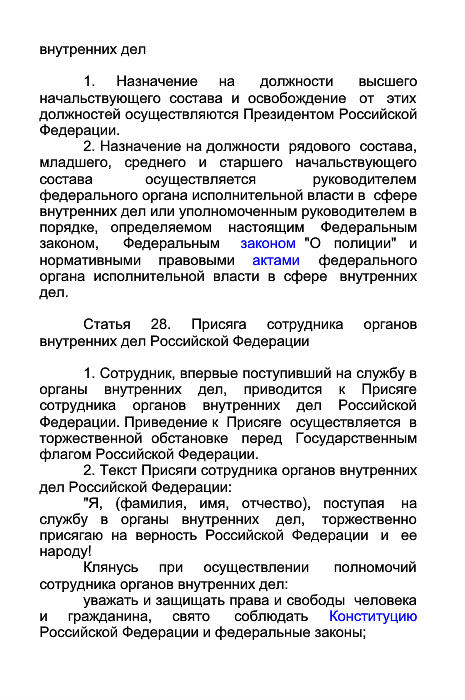 внутренних дел
1. Назначение на должности высшего
начальствующего состава и освобождение от этих
должностей осуществляются Президентом Российской
Федерации.
2. Назначение на должности рядового состава,
младшего, среднего и старшего начальствующего
состава осуществляется руководителем
федерального органа исполнительной власти в сфере
внутренних дел или уполномоченным руководителем в
порядке, определяемом настоящим Федеральным
законом, Федеральным законом "О полиции" и
нормативными правовыми актами федерального
органа исполнительной власти в сфере внутренних
дел.
Статья 28. Присяга сотрудника органов
внутренних дел Российской Федерации
1. Сотрудник, впервые поступивший на службу в
органы внутренних дел, приводится к Присяге
сотрудника органов внутренних дел Российской
Федерации. Приведение к Присяге осуществляется в
торжественной обстановке перед Государственным
флагом Российской Федерации.
2. Текст Присяги сотрудника органов внутренних
дел Российской Федерации:
"Я, (фамилия, имя, отчество), поступая на
службу в органы внутренних дел, торжественно
присягаю на верность Российской Федерации и ее
народу!
Клянусь при осуществлении полномочий
сотрудника органов внутренних дел:
уважать и защищать права и свободы человека
и гражданина, свято соблюдать Конституцию
Российской Федерации и федеральные законы;